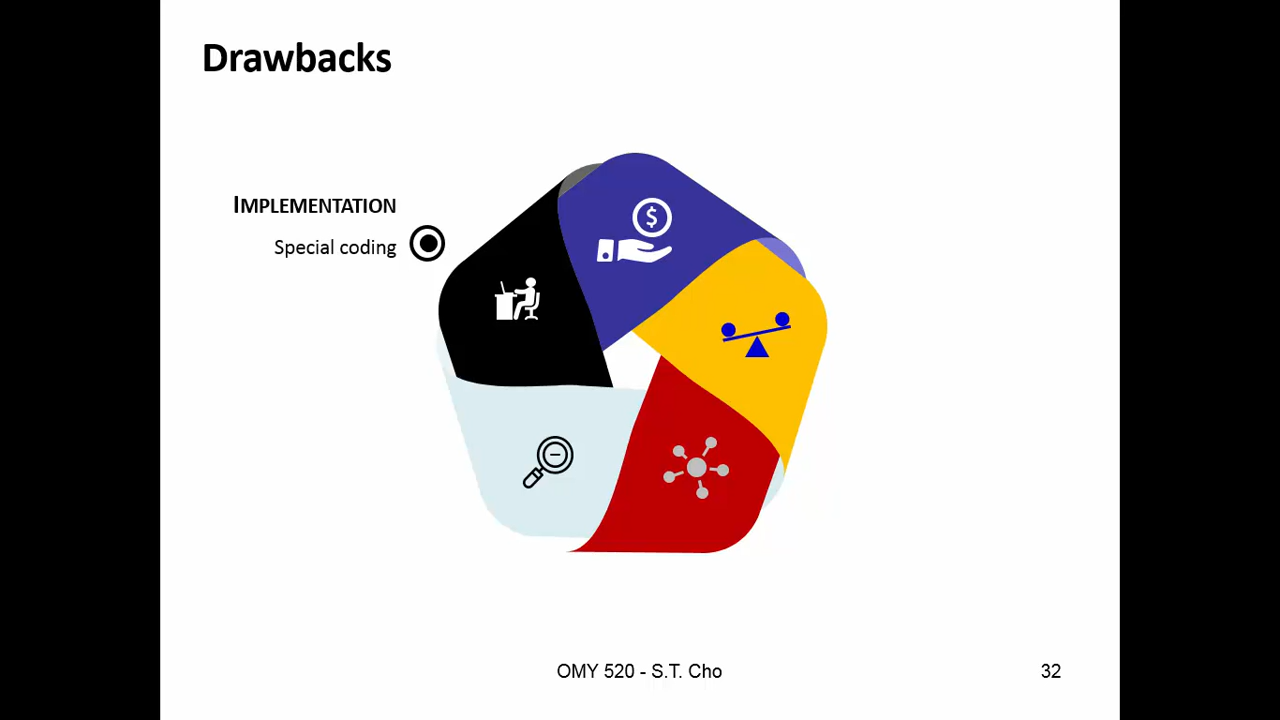 Drawbacks
IMPLEMENTATION
Special coding
$
OMY 520 - S.T. Cho
32